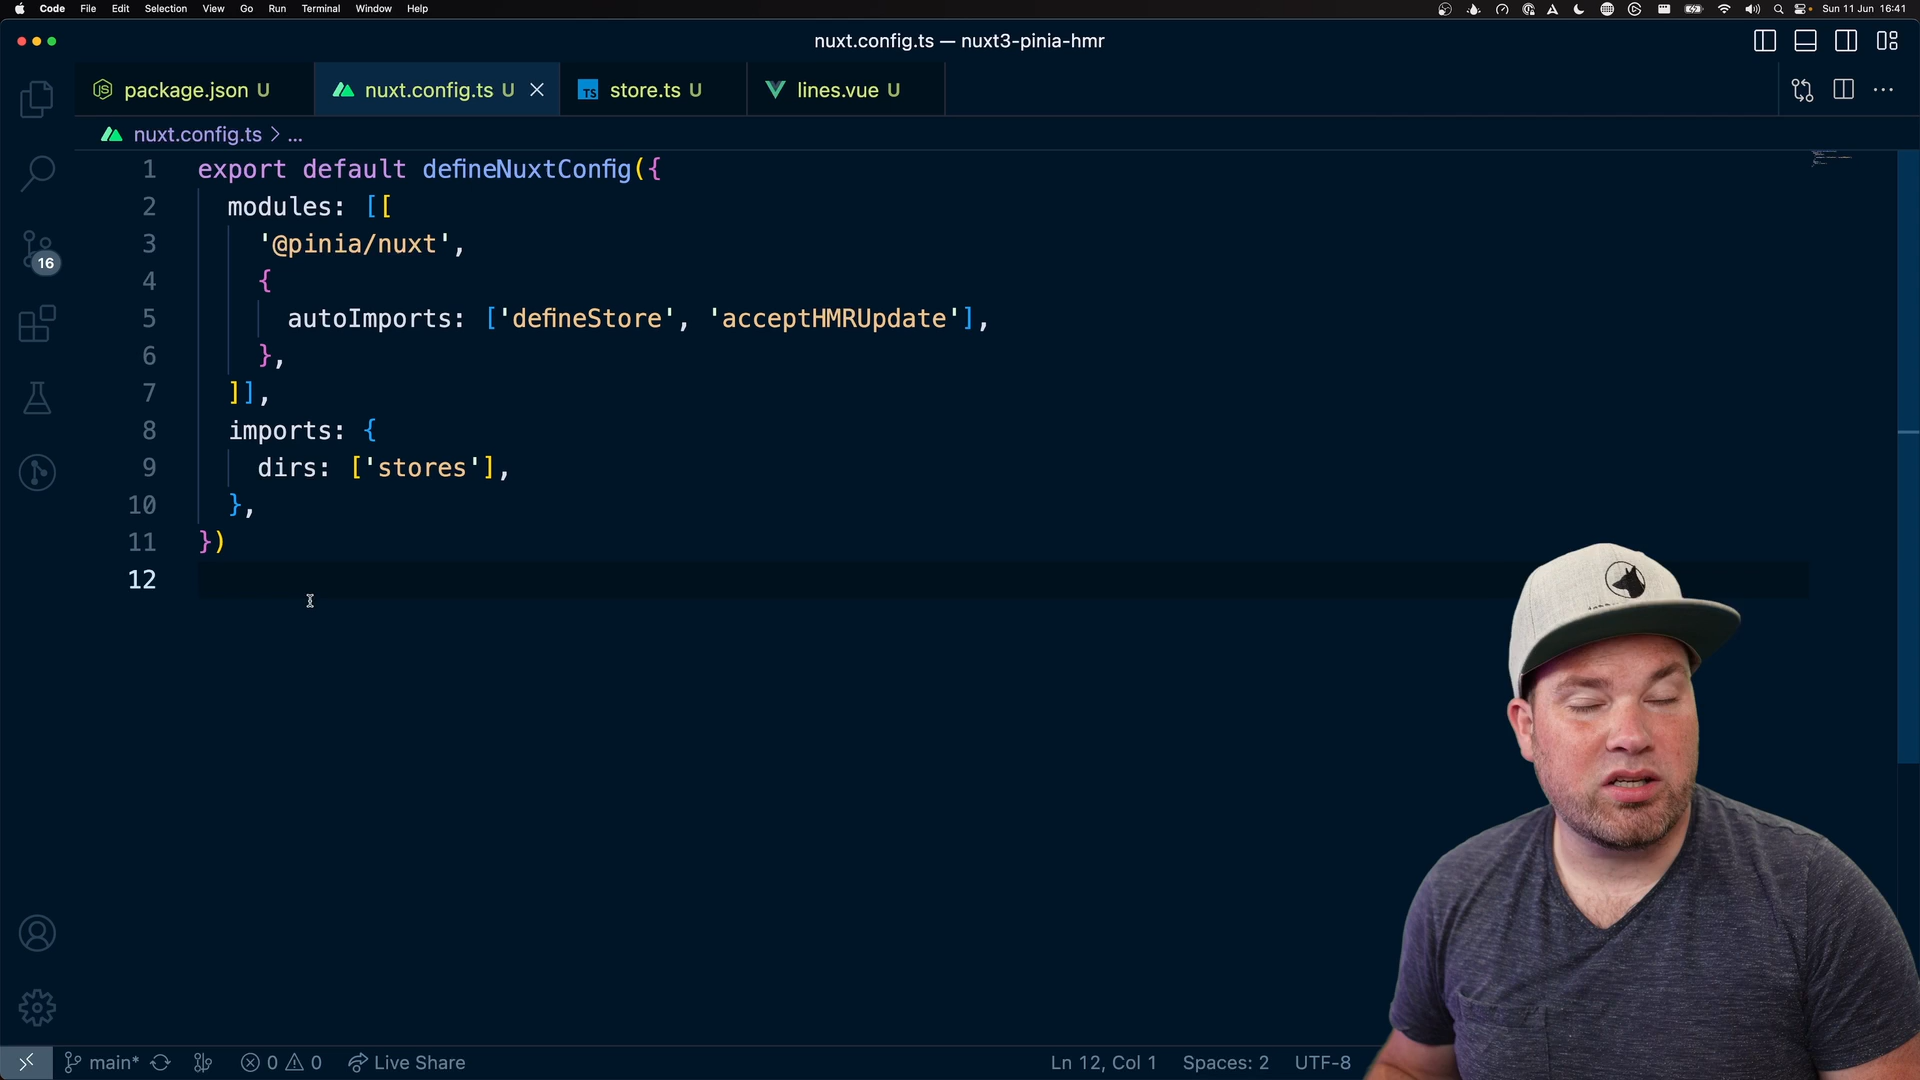 Code File Edit Selection View Go Run Terminal Window Help Sun 11 Jun 16:41
nuxt.config.ts — nuxt3-pinia-hmr
package.json U nuxt.config.ts U store.ts U lines.vue U
nuxt.config.ts > ...
1 export default defineNuxtConfig({
2 modules: [[
3 '@pinia/nuxt',
4 {
5 autoImports: ['defineStore', 'acceptHMRUpdate'],
6 },
7 ]],
8 imports: {
9 dirs: ['stores'],
10 },
11 })
12
16
main* 0 0 Live Share Ln 12, Col 1 Spaces: 2 UTF-8